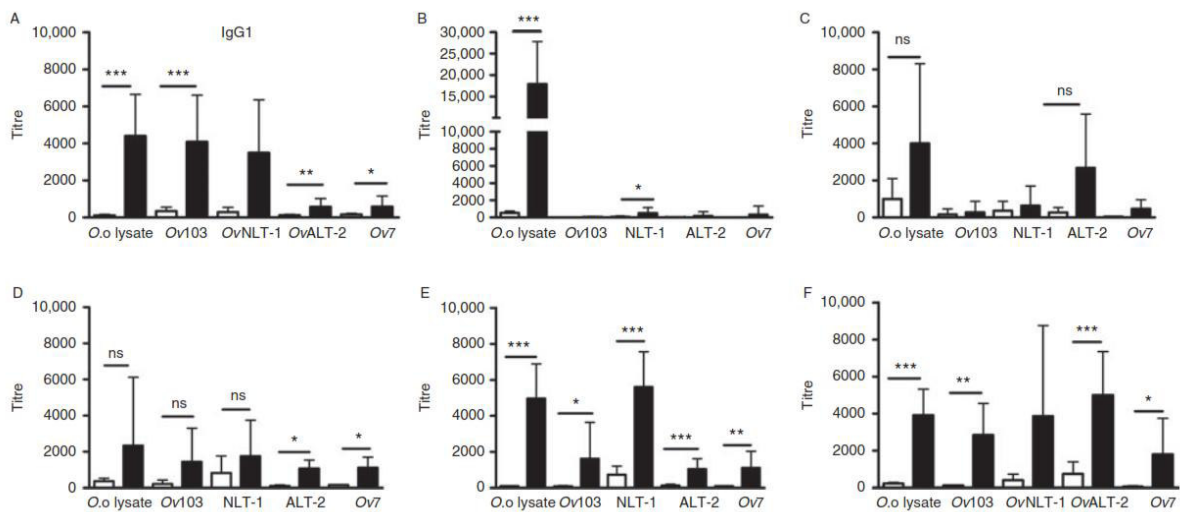 A
IgG1
10,000
8000
6000
4000
2000
0
Titre
***
***
**
*
O.o lysate Ov103 OvNLT-1 OvALT-2 Ov7
B
30,000
25,000
20,000
15,000
10,000
8000
6000
4000
2000
0
Titre
***
*
O.o lysate Ov103 NLT-1 ALT-2 Ov7
C
10,000
8000
6000
4000
2000
0
Titre
ns
ns
O.o lysate Ov103 NLT-1 ALT-2 Ov7
D
10,000
8000
6000
4000
2000
0
Titre
ns
ns
ns
*
*
O.o lysate Ov103 NLT-1 ALT-2 Ov7
E
10,000
8000
6000
4000
2000
0
Titre
***
*
***
***
**
O.o lysate Ov103 NLT-1 ALT-2 Ov7
F
10,000
8000
6000
4000
2000
0
Titre
***
**
***
*
O.o lysate Ov103 OvNLT-1 OvALT-2 Ov7